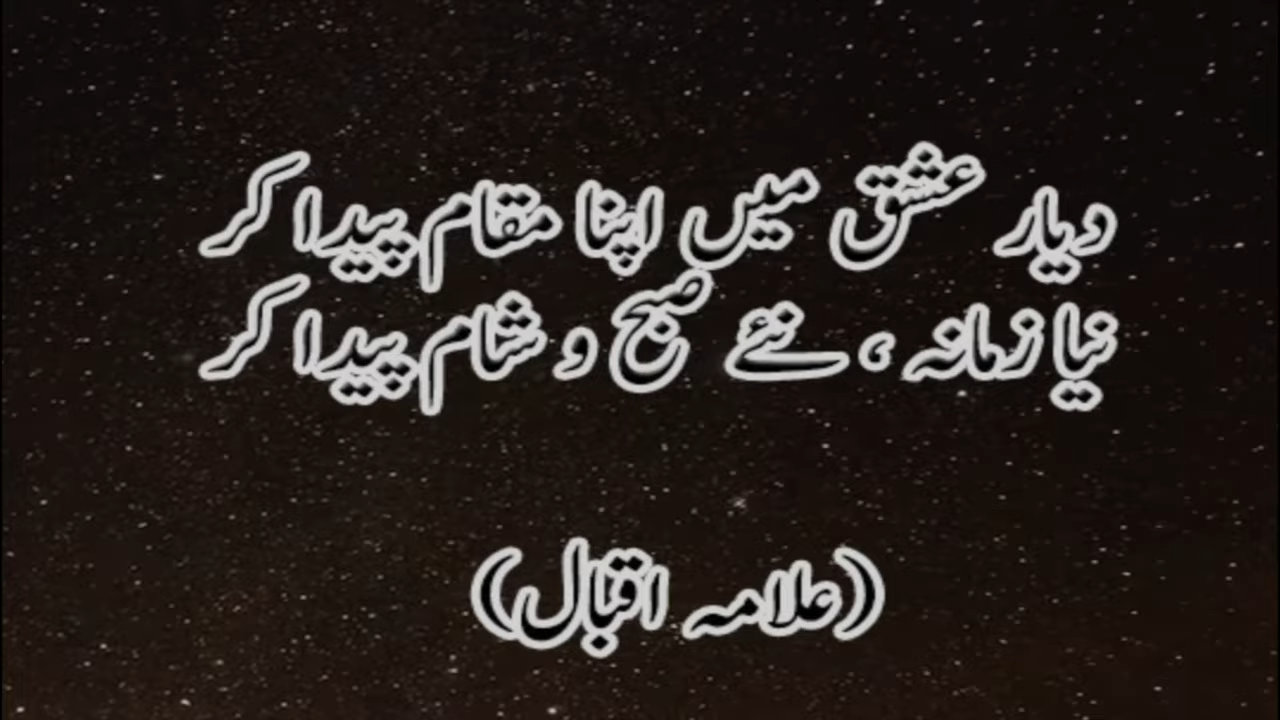 دیار عشق میں اپنا مقام پیدا کر
نیا زمانہ ، نئے صبح و شام پیدا کر
(علامہ اقبال)